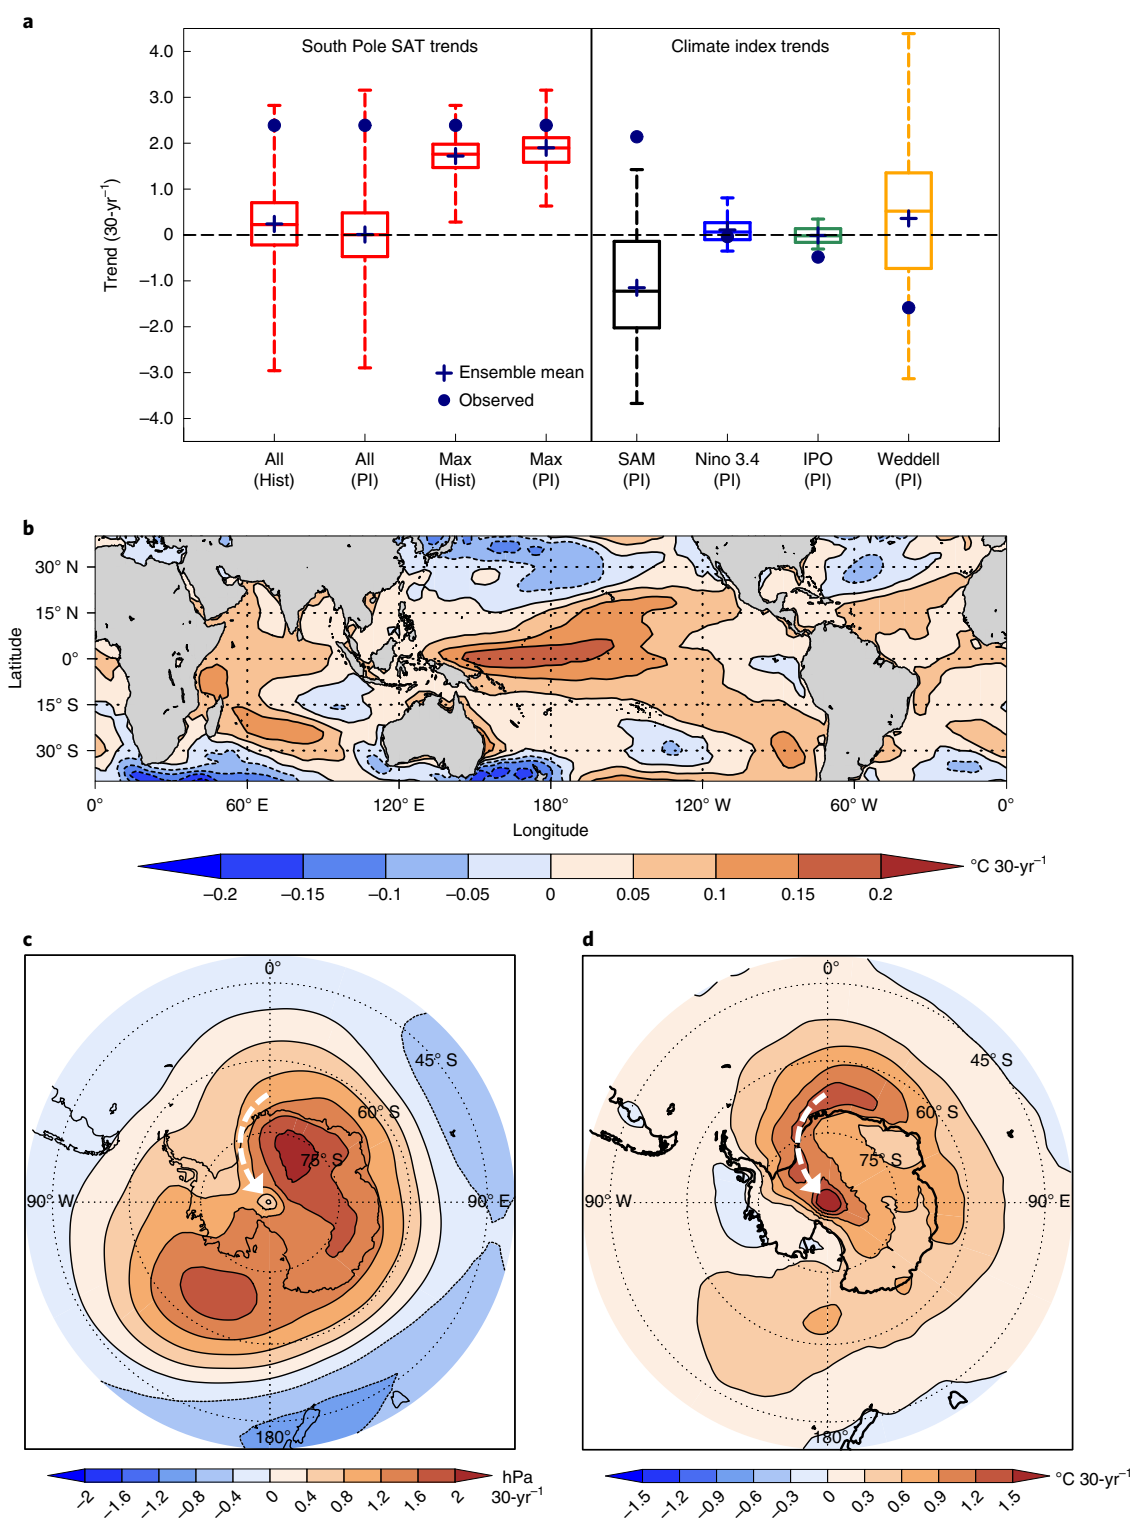 a
South Pole SAT trends
Climate index trends
Trend (30-yr−1)
4.0
3.0
2.0
1.0
0
−1.0
−2.0
−3.0
−4.0
Ensemble mean
Observed
All
(Hist)
All
(PI)
Max
(Hist)
Max
(PI)
SAM
(PI)
Nino 3.4
(PI)
IPO
(PI)
Weddell
(PI)
b
Latitude
30° N
15° N
0°
15° S
30° S
0°
60° E
120° E
180°
120° W
60° W
0°
Longitude
−0.2
−0.15
−0.1
−0.05
0
0.05
0.1
0.15
0.2
°C 30-yr−1
c
0°
45° S
60° S
75° S
90° W
90° E
180°
−2
−1.6
−1.2
−0.8
−0.4
0
0.4
0.8
1.2
1.6
2
hPa
30-yr−1
d
0°
45° S
60° S
75° S
90° W
90° E
180°
−1.5
−1.2
−0.9
−0.6
−0.3
0
0.3
0.6
0.9
1.2
1.5
°C 30-yr−1